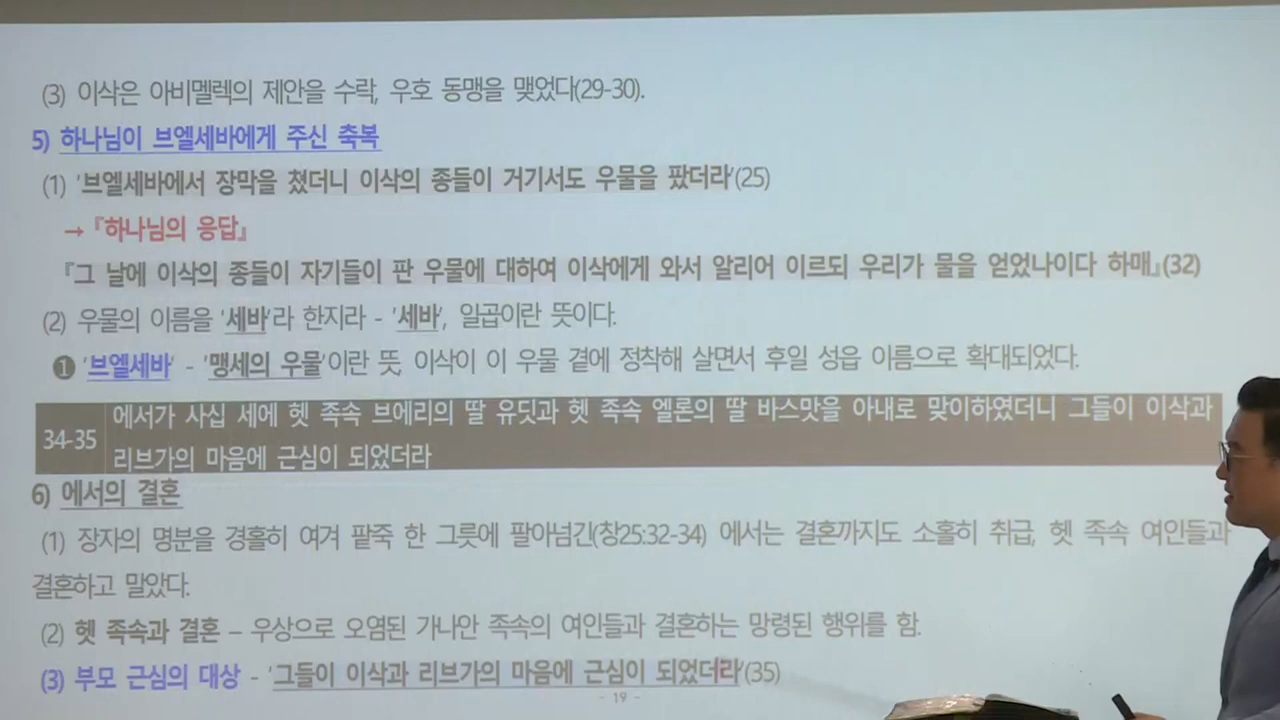 (3) 이삭은 아비멜렉의 제안을 수락, 우호 동맹을 맺었다(29-30).
5) 하나님이 브엘세바에게 주신 축복
(1) '브엘세바에서 장막을 쳤더니 이삭의 종들이 거기서도 우물을 팠더라'(25)
→『하나님의 응답』
『그 날에 이삭의 종들이 자기들이 판 우물에 대하여 이삭에게 와서 알리어 이르되 우리가 물을 얻었나이다 하매』(32)
(2) 우물의 이름을 '세바'라 한지라 - '세바', 일곱이란 뜻이다.
❶ '브엘세바' - '맹세의 우물'이란 뜻, 이삭이 이 우물 곁에 정착해 살면서 후일 성읍 이름으로 확대되었다.
34-35 에서가 사십 세에 헷 족속 브에리의 딸 유딧과 헷 족속 엘론의 딸 바스맛을 아내로 맞이하였더니 그들이 이삭과
리브가의 마음에 근심이 되었더라
6) 에서의 결혼
(1) 장자의 명분을 경홀히 여겨 팥죽 한 그릇에 팔아넘긴(창25:32-34) 에서는 결혼까지도 소홀히 취급, 헷 족속 여인들과
결혼하고 말았다.
(2) 헷 족속과 결혼 – 우상으로 오염된 가나안 족속의 여인들과 결혼하는 망령된 행위를 함.
(3) 부모 근심의 대상 - '그들이 이삭과 리브가의 마음에 근심이 되었더라'(35)
- 19 -